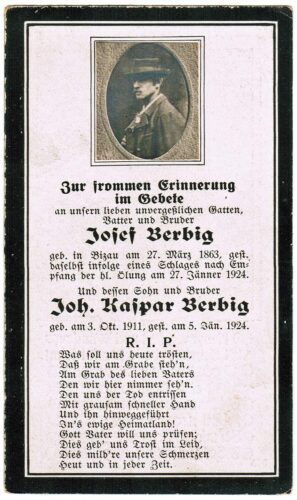 Zur frommen Erinnerung
im Gebete
an unsern lieben unvergeßlichen Gatten,
Vatter und Bruder
Josef Berbig
geb. in Bizau am 27. März 1863, gest.
daselbst infolge eines Schlages nach Em-
pfang der hl. Ölung am 27. Jänner 1924.
Und dessen Sohn und Bruder
Joh. Kaspar Berbig
geb. am 3. Okt. 1911, gest. am 5. Jän. 1924.
R. I. P.
Was soll uns heute trösten,
Daß wir am Grabe steh'n,
Am Grab des lieben Vaters
Den wir hier nimmer seh'n.
Den uns der Tod entrissen
Mit grausam schneller Hand
Und ihn hinweggeführt
In's ewige Heimatland!
Gott Vater will uns prüfen;
Dies geb' uns Trost im Leid,
Dies mild're unsere Schmerzen
Heut und in jeder Zeit.